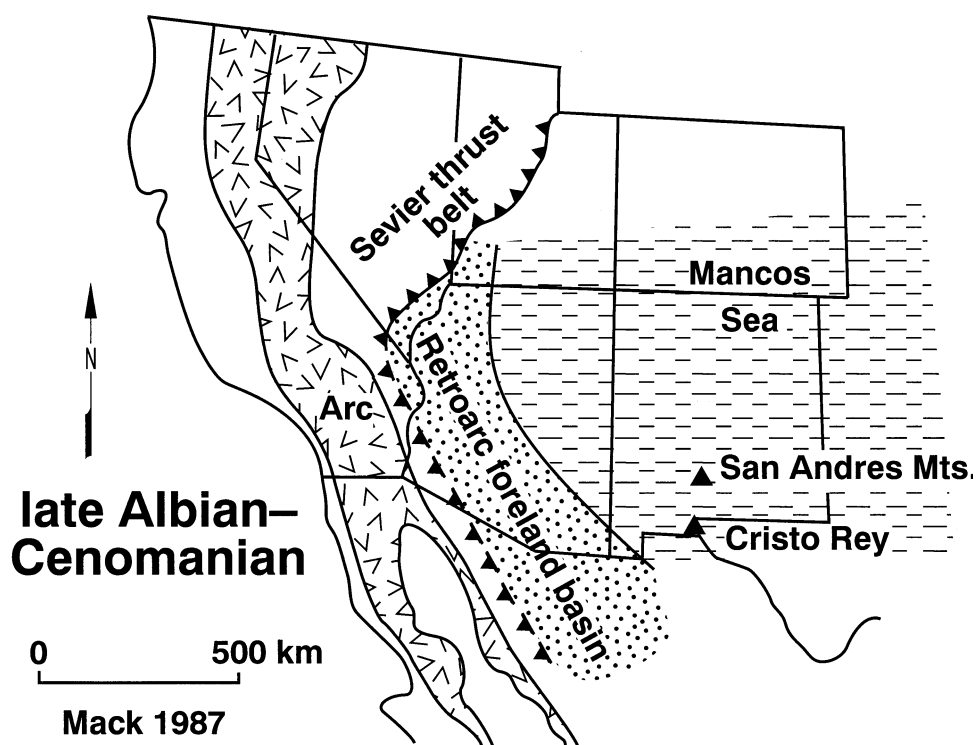 Sevier thrust
belt
Mancos
Sea
N
Retroarc foreland basin
Arc
San Andres Mts.
Cristo Rey
late Albian–
Cenomanian
0 500 km
Mack 1987